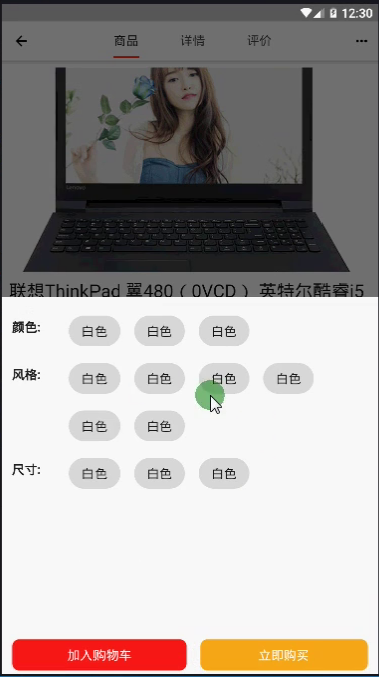 12:30
商品 详情 评价
Lenovo
联想ThinkPad 翼480（0VCD） 英特尔酷睿i5
颜色: 白色 白色 白色
风格: 白色 白色 白色 白色
白色 白色
尺寸: 白色 白色 白色
加入购物车 立即购买